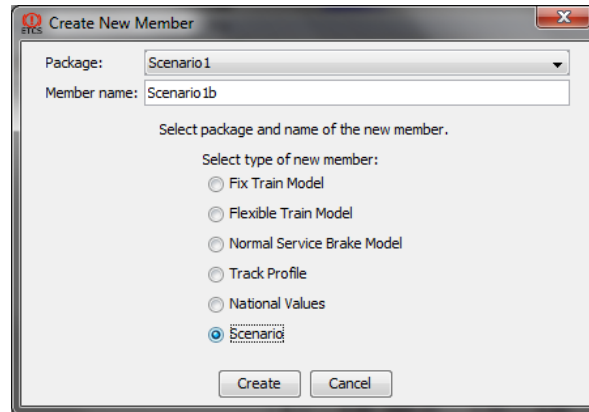 ETCS Create New Member
Package: Scenario1
Member name: Scenario1b
Select package and name of the new member.
Select type of new member:
Fix Train Model
Flexible Train Model
Normal Service Brake Model
Track Profile
National Values
Scenario
Create Cancel